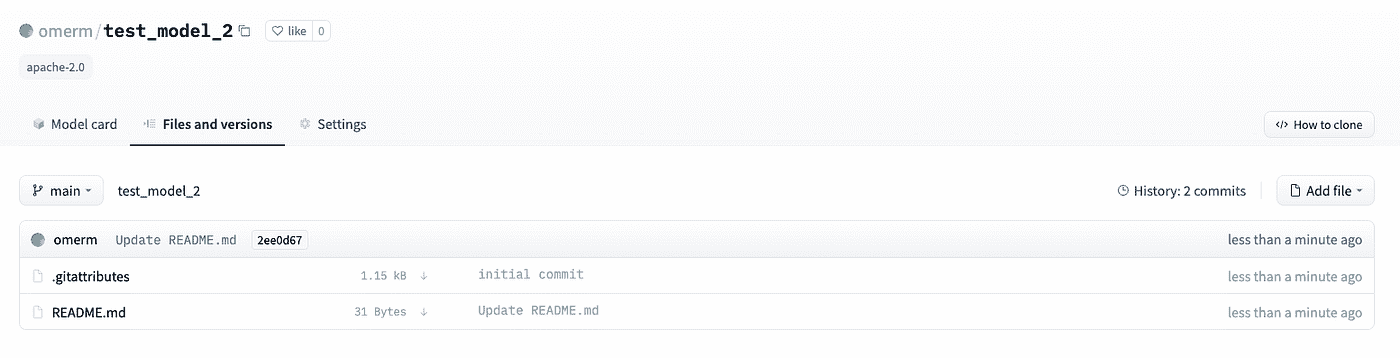 omerm/test_model_2 like 0
apache-2.0
Model card Files and versions Settings </> How to clone
main test_model_2 History: 2 commits Add file
omerm Update README.md 2ee0d67 less than a minute ago
.gitattributes 1.15 kB ↓ initial commit less than a minute ago
README.md 31 Bytes ↓ Update README.md less than a minute ago